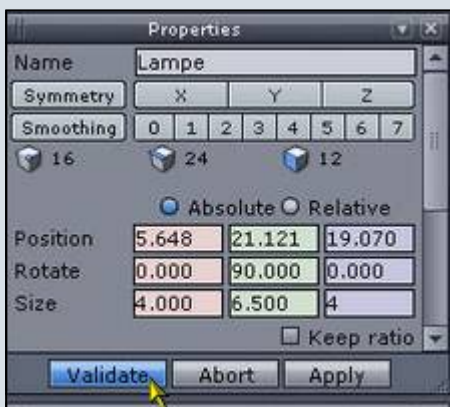 Properties
Name Lampe
Symmetry X Y Z
Smoothing 0 1 2 3 4 5 6 7
16 24 12
Absolute Relative
Position 5.648 21.121 19.070
Rotate 0.000 90.000 0.000
Size 4.000 6.500 4
Keep ratio
Validate Abort Apply